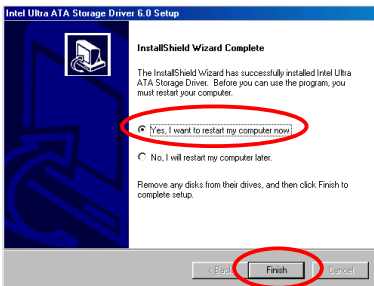 Intel Ultra ATA Storage Driver 6.0 Setup
InstallShield Wizard Complete
The InstallShield Wizard has successfully installed Intel Ultra
ATA Storage Driver. Before you can use the program, you
must restart your computer.
Yes, I want to restart my computer now.
No, I will restart my computer later.
Remove any disks from their drives, and then click Finish to
complete setup.
< Back
Finish
Cancel